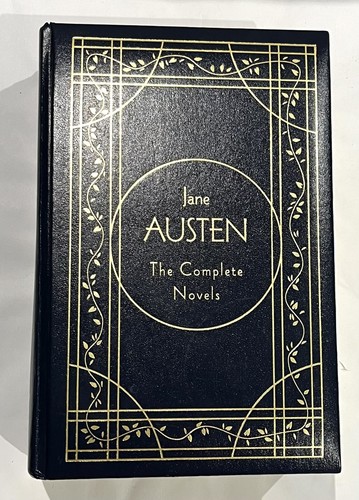 Jane
AUSTEN
The Complete
Novels